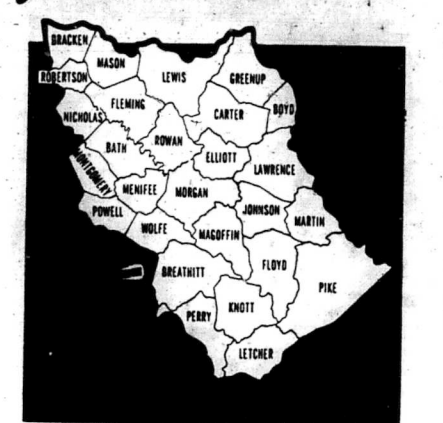 BRACKEN
MASON
LEWIS
GREENUP
ROBERTSON
FLEMING
CARTER
BOYD
NICHOLAS
ROWAN
BATH
ELLIOTT
LAWRENCE
MONTGOMERY
MENIFEE
MORGAN
JOHNSON
MARTIN
POWELL
WOLFE
MAGOFFIN
FLOYD
BREATHITT
PIKE
KNOTT
PERRY
LETCHER